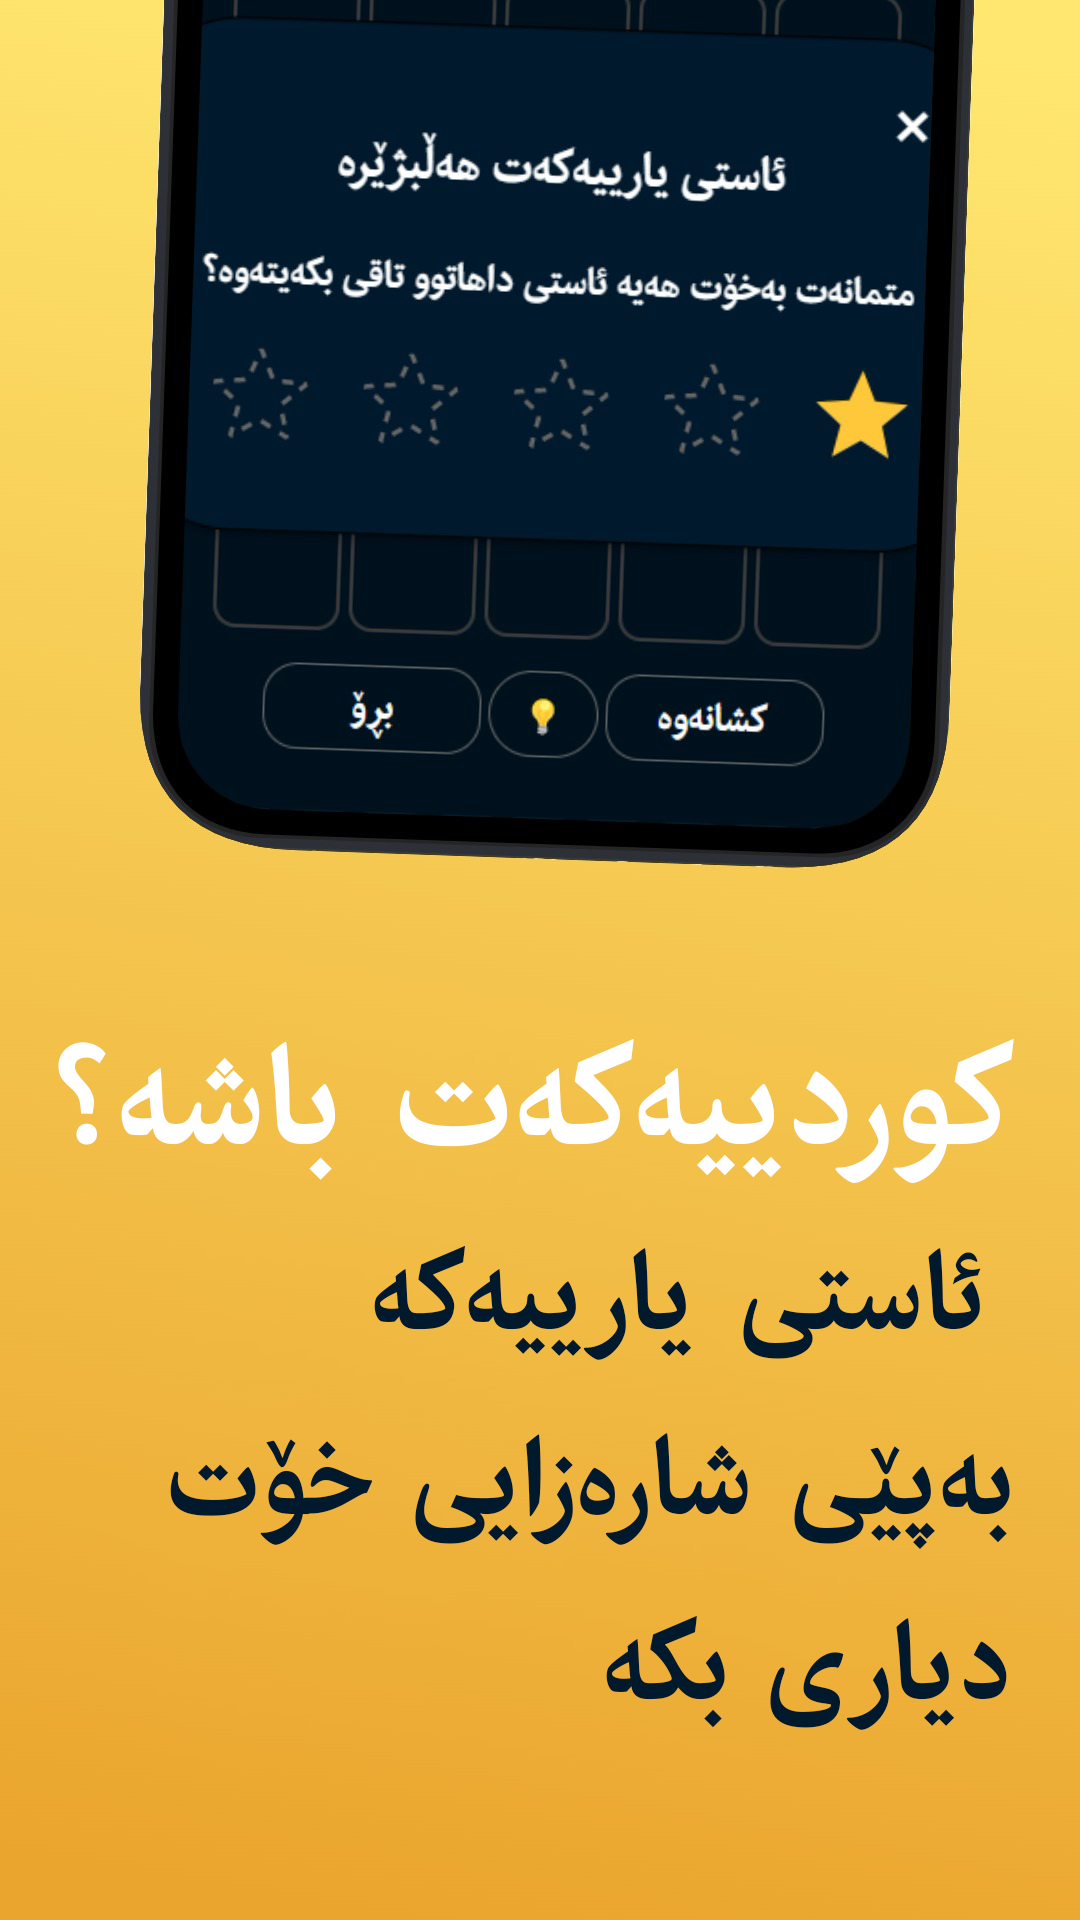 ×
ئاستی یارییەکەت هەڵبژێرە
متمانەت بەخۆت هەیە ئاستی داهاتوو تاقی بکەیتەوە؟
کشانەوە
بڕۆ
کوردییەکەت باشە؟
ئاستی یارییەکە
بەپێی شارەزایی خۆت
دیاری بکە